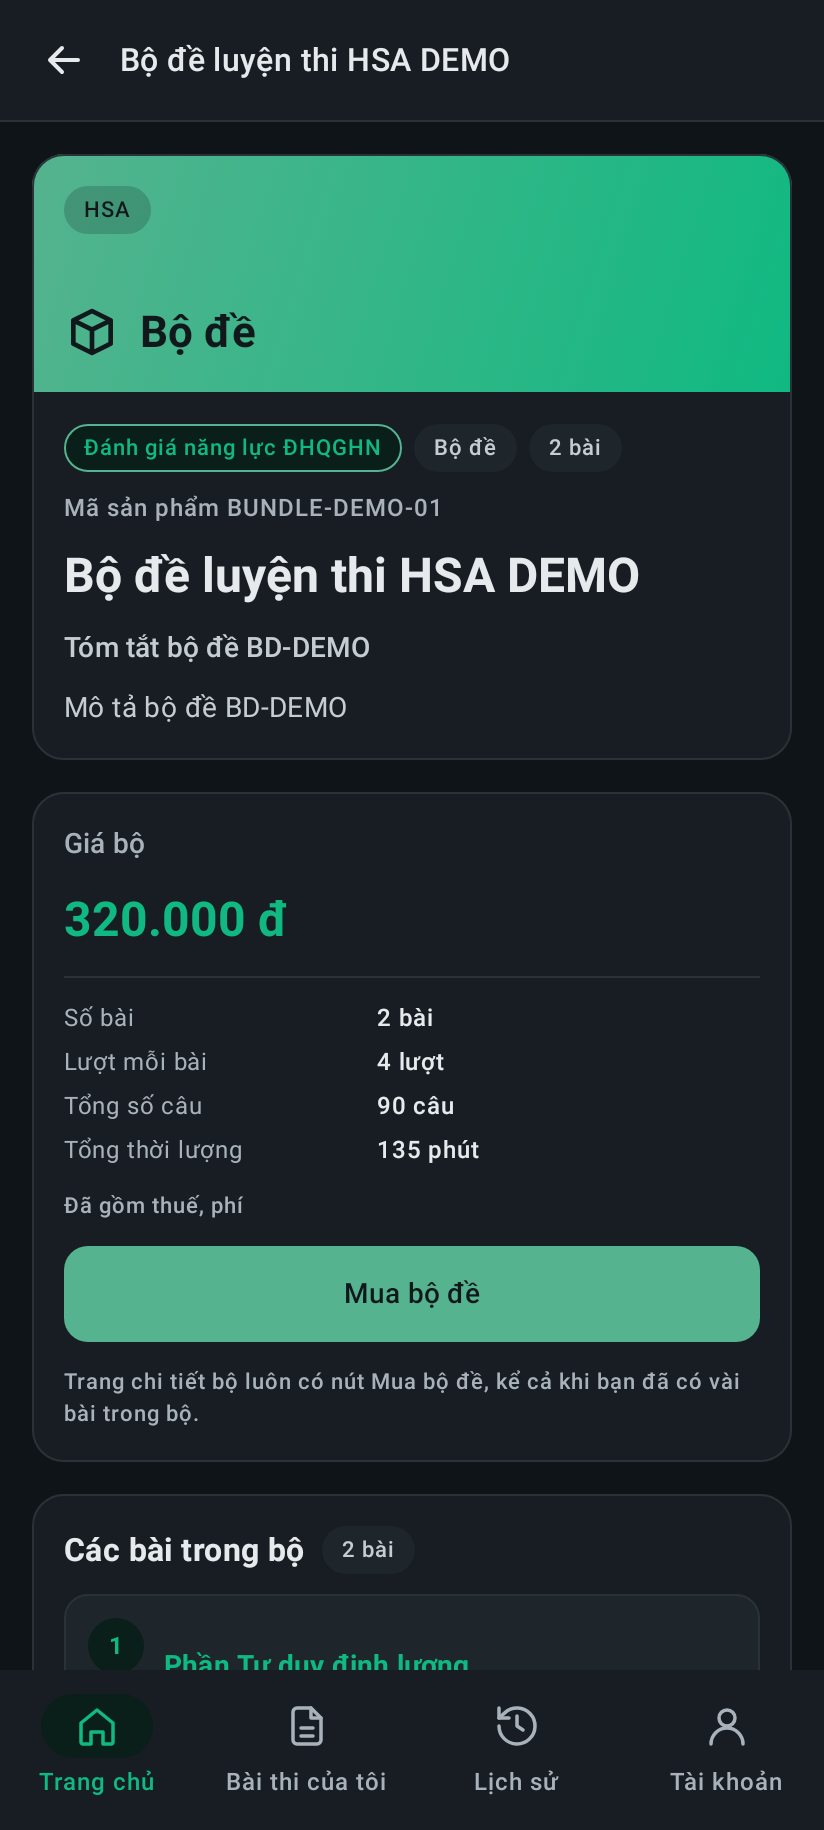 Bộ đề luyện thi HSA DEMO
HSA
Bộ đề
Đánh giá năng lực ĐHQGHN
Bộ đề
2 bài
Mã sản phẩm BUNDLE-DEMO-01
Bộ đề luyện thi HSA DEMO
Tóm tắt bộ đề BD-DEMO
Mô tả bộ đề BD-DEMO
Giá bộ
320.000 đ
Số bài 2 bài
Lượt mỗi bài 4 lượt
Tổng số câu 90 câu
Tổng thời lượng 135 phút
Đã gồm thuế, phí
Mua bộ đề
Trang chi tiết bộ luôn có nút Mua bộ đề, kể cả khi bạn đã có vài
bài trong bộ.
Các bài trong bộ 2 bài
1
Phần Tư duy định lượng
Trang chủ
Bài thi của tôi
Lịch sử
Tài khoản